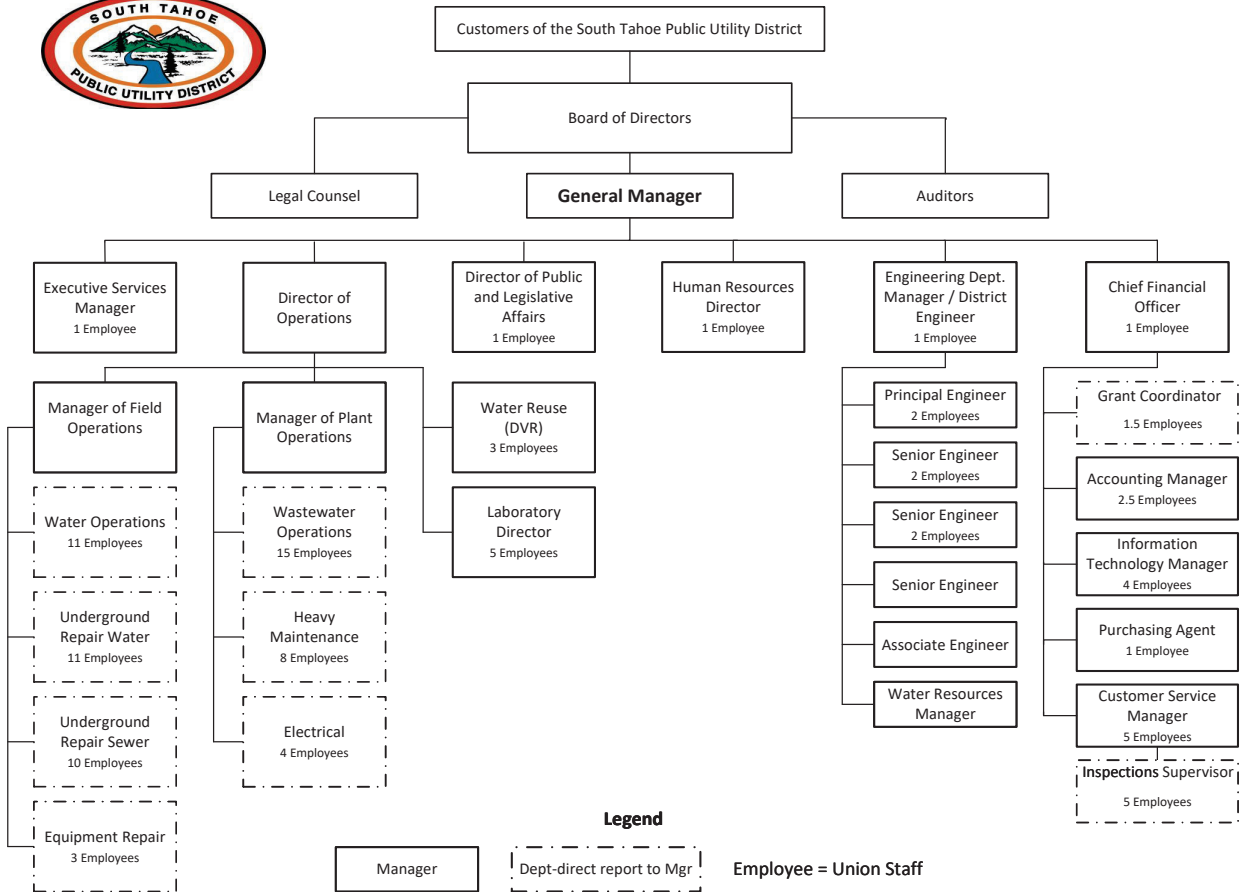 SOUTH TAHOE
PUBLIC UTILITY DISTRICT
Customers of the South Tahoe Public Utility District
Board of Directors
Legal Counsel
General Manager
Auditors
Executive Services
Manager
1 Employee
Director of
Operations
Director of Public
and Legislative
Affairs
1 Employee
Human Resources
Director
1 Employee
Engineering Dept.
Manager / District
Engineer
1 Employee
Chief Financial
Officer
1 Employee
Manager of Field
Operations
Water Operations
11 Employees
Underground
Repair Water
11 Employees
Underground
Repair Sewer
10 Employees
Equipment Repair
3 Employees
Manager of Plant
Operations
Wastewater
Operations
15 Employees
Heavy
Maintenance
8 Employees
Electrical
4 Employees
Water Reuse
(DVR)
3 Employees
Laboratory
Director
5 Employees
Principal Engineer
2 Employees
Senior Engineer
2 Employees
Senior Engineer
2 Employees
Senior Engineer
Associate Engineer
Water Resources
Manager
Grant Coordinator
1.5 Employees
Accounting Manager
2.5 Employees
Information
Technology Manager
4 Employees
Purchasing Agent
1 Employee
Customer Service
Manager
5 Employees
Inspections Supervisor
5 Employees
Legend
Manager
Dept-direct report to Mgr
Employee = Union Staff